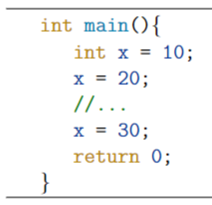 int main(){
int x = 10;
x = 20;
//...
x = 30;
return 0;
}